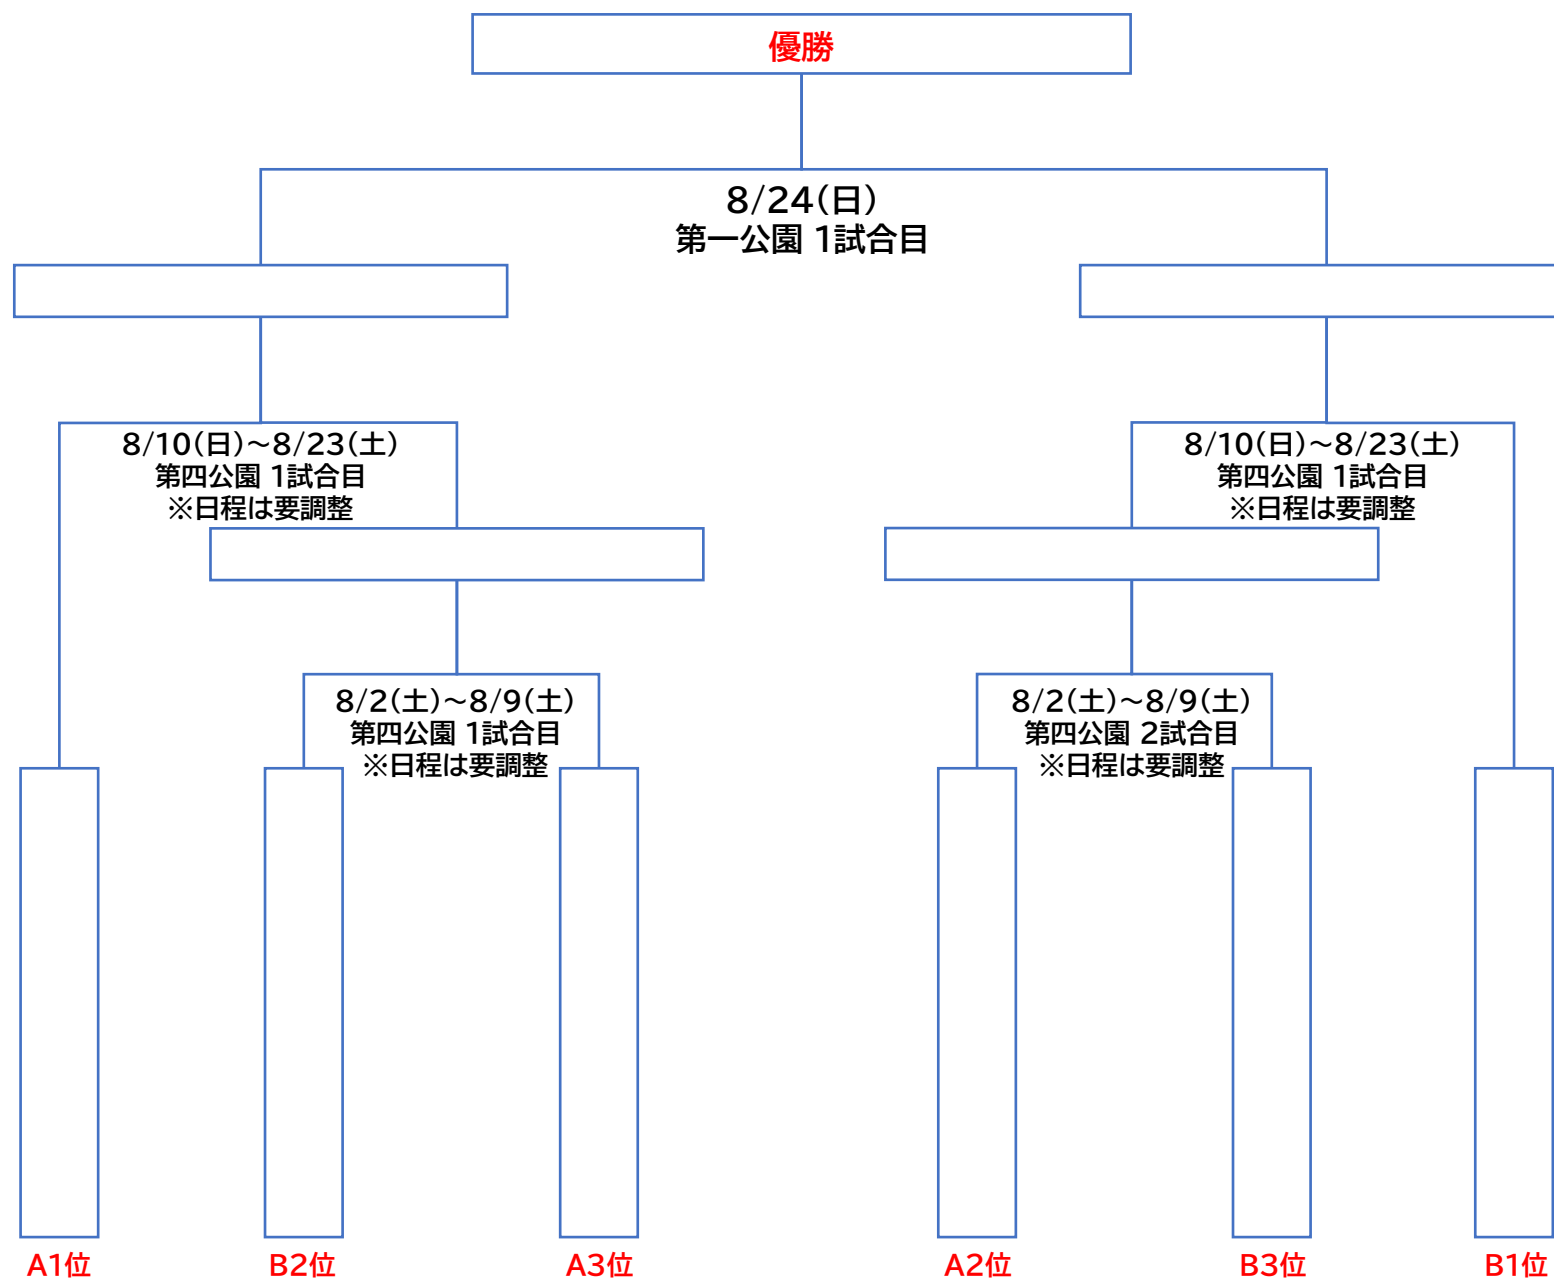 優勝
8/24(日)
第一公園 1試合目
8/10(日)～8/23(土)
第四公園 1試合目
※日程は要調整
8/10(日)～8/23(土)
第四公園 1試合目
※日程は要調整
8/2(土)～8/9(土)
第四公園 1試合目
※日程は要調整
8/2(土)～8/9(土)
第四公園 2試合目
※日程は要調整
A1位
B2位
A3位
A2位
B3位
B1位